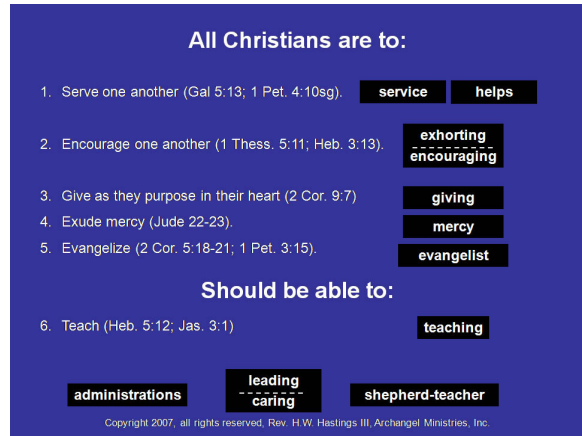 All Christians are to:
1. Serve one another (Gal 5:13; 1 Pet. 4:10sg). service helps
2. Encourage one another (1 Thess. 5:11; Heb. 3:13). exhorting
encouraging
3. Give as they purpose in their heart (2 Cor. 9:7) giving
4. Exude mercy (Jude 22-23). mercy
5. Evangelize (2 Cor. 5:18-21; 1 Pet. 3:15). evangelist
Should be able to:
6. Teach (Heb. 5:12; Jas. 3:1) teaching
administrations leading shepherd-teacher
caring
Copyright 2007, all rights reserved, Rev. H.W. Hastings III, Archangel Ministries, Inc.